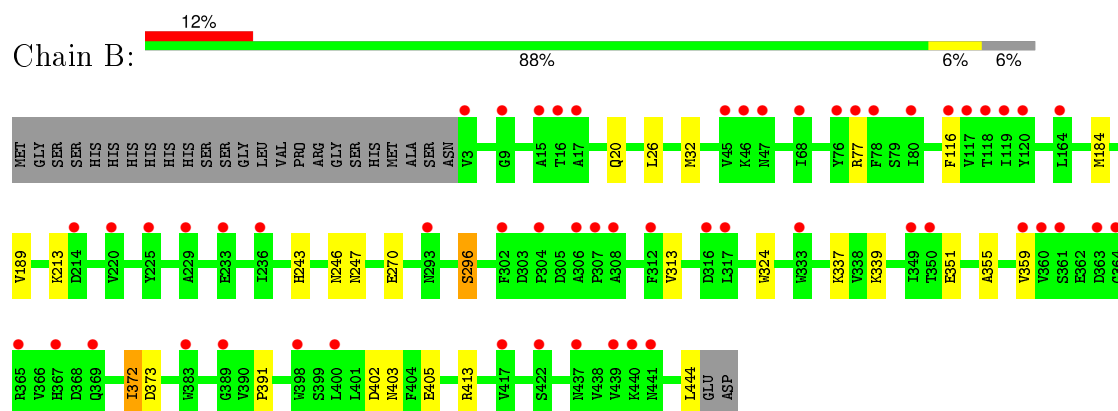 12%
Chain B:
88% 6% 6%
MET GLY SER SER HIS HIS HIS HIS HIS HIS SER SER GLY LEU VAL PRO ARG GLY SER HIS MET ALA SER ASN V3 G9 A15 T16 A17 Q20 L26 M32 Y45 K46 N47 I68 Y76 R77 F78 S79 I80 F116 V117 T118 I119 Y120 L164 M184
V189 K213 D214 V220 Y225 A229 E233 I236 H243 N246 N247 E270 N293 S296 F302 D303 P304 D305 A306 P307 A308 F312 V313 D316 L317 W324 W333 K337 V338 K339 I349 T350 E351 A355 V359 V360 S361 E362 D363 G364
R365 V366 H367 D368 Q369 I372 D373 W383 G389 V390 P391 W398 S399 L400 L401 D402 N403 F404 E405 R413 V417 S422 N437 V438 V439 K440 N441 L444 GLU ASP